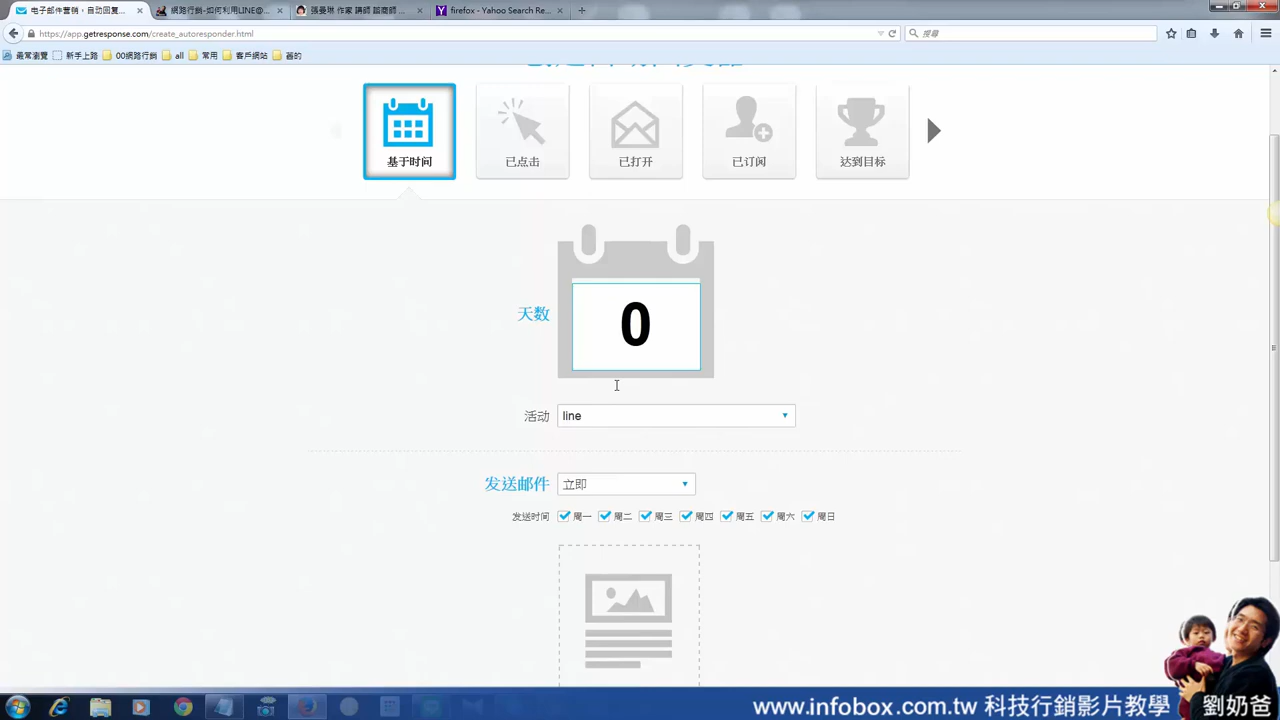 电子邮件营销，自动回复...
網路行銷-如何利用LINE@...
張曼琳 作家 講師 諮商師 ...
firefox - Yahoo Search Re...
https://app.getresponse.com/create_autoresponder.html
搜尋
最常瀏覽 新手上路 00網路行銷 all 常用 客戶網站 舊的
基于时间 已点击 已打开 已订阅 达到目标
天数 0
活动 line
发送邮件 立即
发送时间 周一 周二 周三 周四 周五 周六 周日
www.infobox.com.tw 科技行銷影片教學 劉奶爸